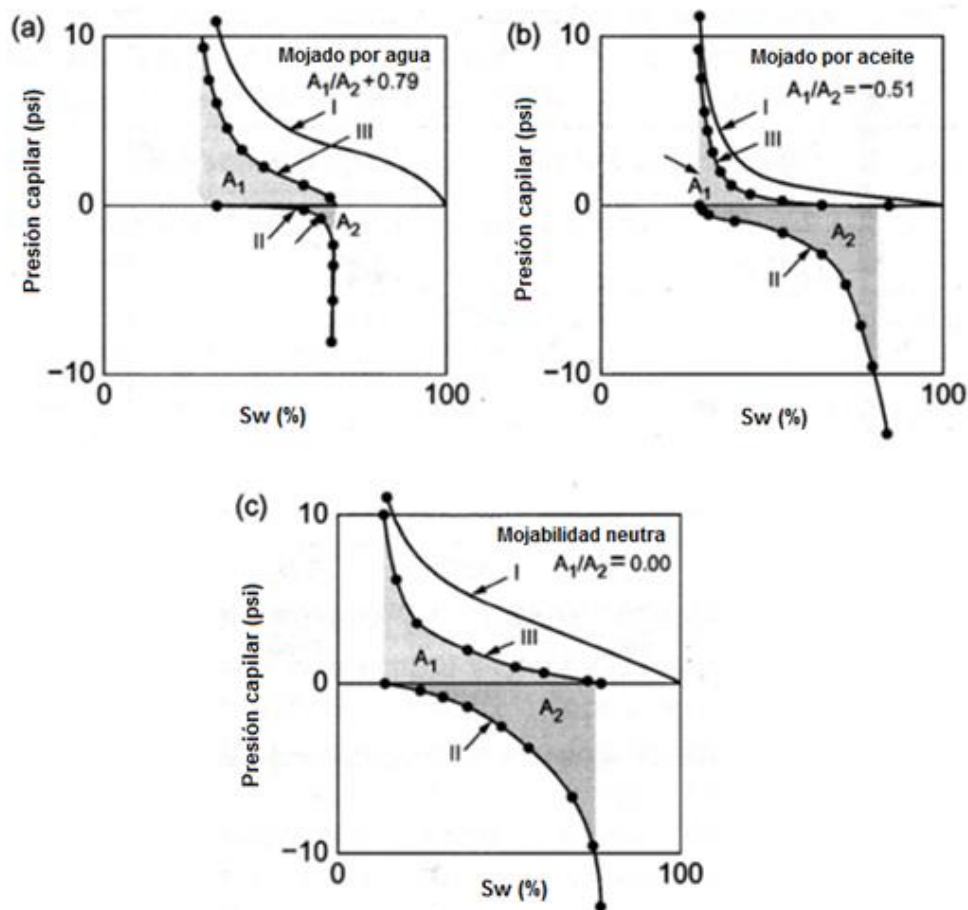 (a)
10
Mojado por agua
A₁/A₂ +0.79
I
III
A₁
0
A₂
II
−10
0
100
Presión capilar (psi)
Sw (%)
(b)
10
Mojado por aceite
A₁/A₂ = −0.51
I
III
A₁
0
A₂
II
−10
0
100
Presión capilar (psi)
Sw (%)
(c)
10
Mojabilidad neutra
A₁/A₂ = 0.00
I
III
A₁
0
A₂
II
−10
0
100
Presión capilar (psi)
Sw (%)